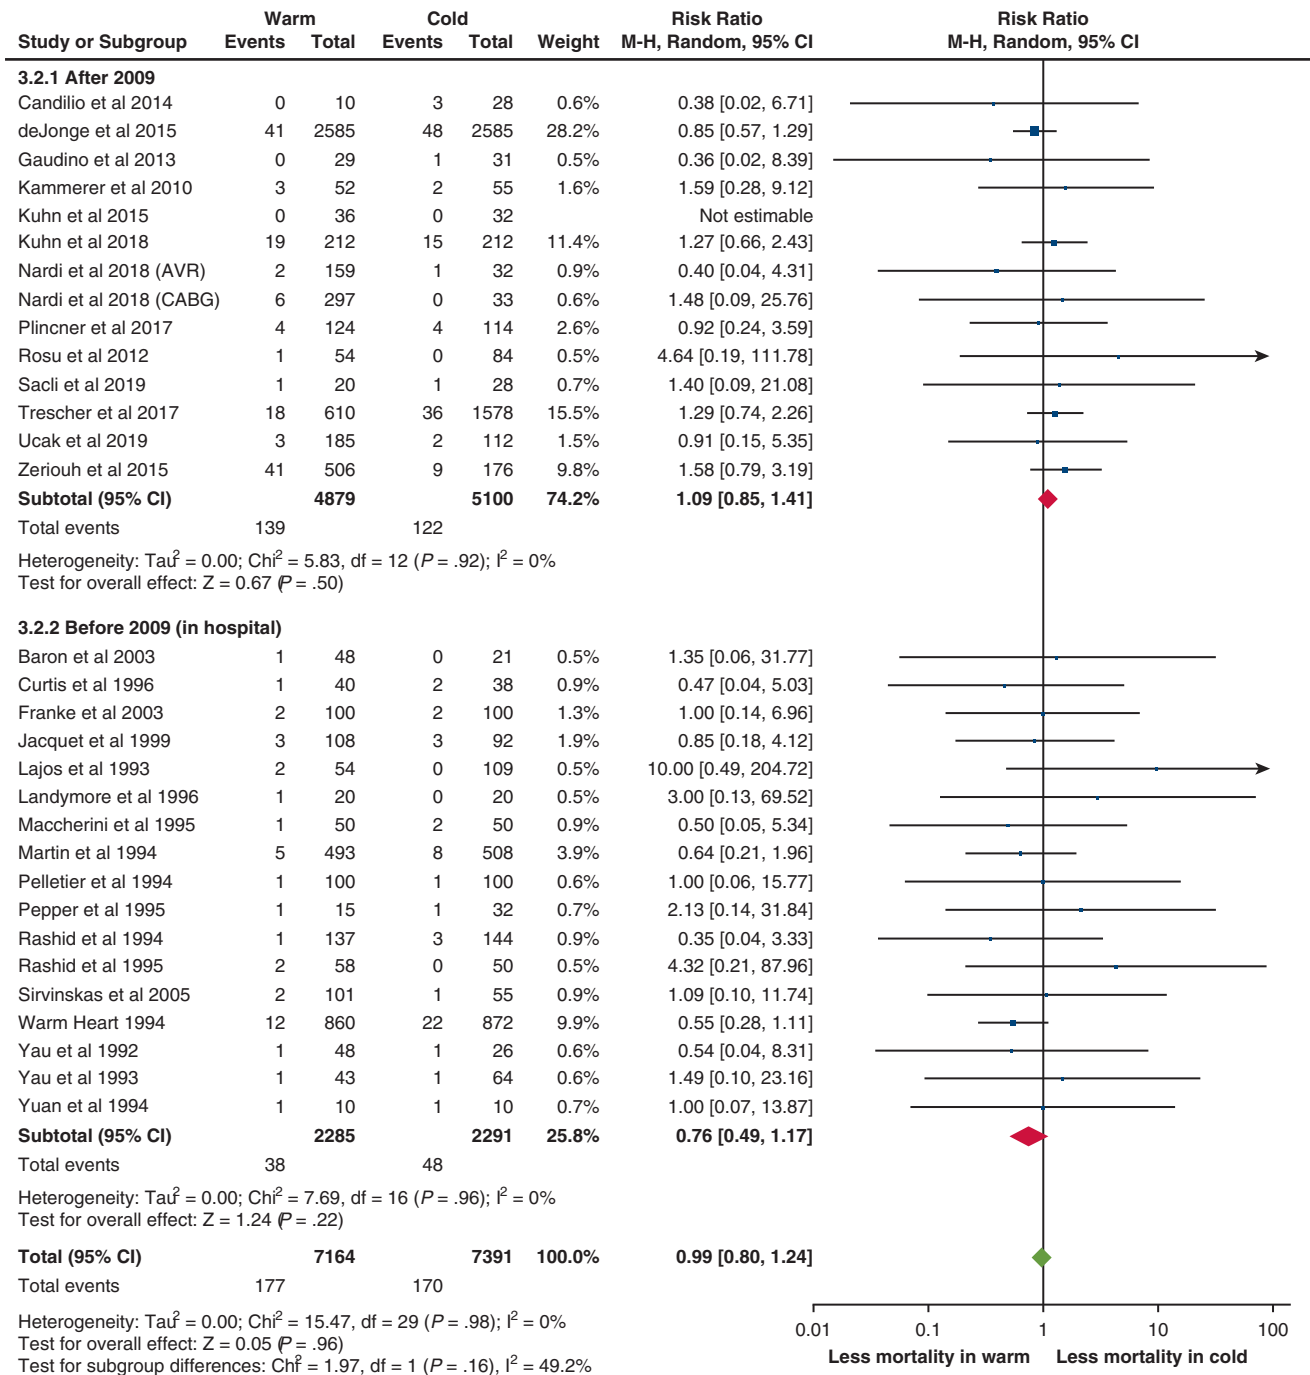 Warm Cold Risk Ratio Risk Ratio
Study or Subgroup Events Total Events Total Weight M-H, Random, 95% CI M-H, Random, 95% CI
3.2.1 After 2009
Candilio et al 2014 0 10 3 28 0.6% 0.38 [0.02, 6.71]
deJonge et al 2015 41 2585 48 2585 28.2% 0.85 [0.57, 1.29]
Gaudino et al 2013 0 29 1 31 0.5% 0.36 [0.02, 8.39]
Kammerer et al 2010 3 52 2 55 1.6% 1.59 [0.28, 9.12]
Kuhn et al 2015 0 36 0 32 Not estimable
Kuhn et al 2018 19 212 15 212 11.4% 1.27 [0.66, 2.43]
Nardi et al 2018 (AVR) 2 159 1 32 0.9% 0.40 [0.04, 4.31]
Nardi et al 2018 (CABG) 6 297 0 33 0.6% 1.48 [0.09, 25.76]
Plincner et al 2017 4 124 4 114 2.6% 0.92 [0.24, 3.59]
Rosu et al 2012 1 54 0 84 0.5% 4.64 [0.19, 111.78]
Sacli et al 2019 1 20 1 28 0.7% 1.40 [0.09, 21.08]
Trescher et al 2017 18 610 36 1578 15.5% 1.29 [0.74, 2.26]
Ucak et al 2019 3 185 2 112 1.5% 0.91 [0.15, 5.35]
Zeriouh et al 2015 41 506 9 176 9.8% 1.58 [0.79, 3.19]
Subtotal (95% CI) 4879 5100 74.2% 1.09 [0.85, 1.41]
Total events 139 122
Heterogeneity: Tau² = 0.00; Chi² = 5.83, df = 12 (P = .92); I² = 0%
Test for overall effect: Z = 0.67 (P = .50)
3.2.2 Before 2009 (in hospital)
Baron et al 2003 1 48 0 21 0.5% 1.35 [0.06, 31.77]
Curtis et al 1996 1 40 2 38 0.9% 0.47 [0.04, 5.03]
Franke et al 2003 2 100 2 100 1.3% 1.00 [0.14, 6.96]
Jacquet et al 1999 3 108 3 92 1.9% 0.85 [0.18, 4.12]
Lajos et al 1993 2 54 0 109 0.5% 10.00 [0.49, 204.72]
Landymore et al 1996 1 20 0 20 0.5% 3.00 [0.13, 69.52]
Maccherini et al 1995 1 50 2 50 0.9% 0.50 [0.05, 5.34]
Martin et al 1994 5 493 8 508 3.9% 0.64 [0.21, 1.96]
Pelletier et al 1994 1 100 1 100 0.6% 1.00 [0.06, 15.77]
Pepper et al 1995 1 15 1 32 0.7% 2.13 [0.14, 31.84]
Rashid et al 1994 1 137 3 144 0.9% 0.35 [0.04, 3.33]
Rashid et al 1995 2 58 0 50 0.5% 4.32 [0.21, 87.96]
Sirvinskas et al 2005 2 101 1 55 0.9% 1.09 [0.10, 11.74]
Warm Heart 1994 12 860 22 872 9.9% 0.55 [0.28, 1.11]
Yau et al 1992 1 48 1 26 0.6% 0.54 [0.04, 8.31]
Yau et al 1993 1 43 1 64 0.6% 1.49 [0.10, 23.16]
Yuan et al 1994 1 10 1 10 0.7% 1.00 [0.07, 13.87]
Subtotal (95% CI) 2285 2291 25.8% 0.76 [0.49, 1.17]
Total events 38 48
Heterogeneity: Tau² = 0.00; Chi² = 7.69, df = 16 (P = .96); I² = 0%
Test for overall effect: Z = 1.24 (P = .22)
Total (95% CI) 7164 7391 100.0% 0.99 [0.80, 1.24]
Total events 177 170
Heterogeneity: Tau² = 0.00; Chi² = 15.47, df = 29 (P = .98); I² = 0%
Test for overall effect: Z = 0.05 (P = .96)
Test for subgroup differences: Chi² = 1.97, df = 1 (P = .16), I² = 49.2%
0.01 0.1 1 10 100
Less mortality in warm Less mortality in cold